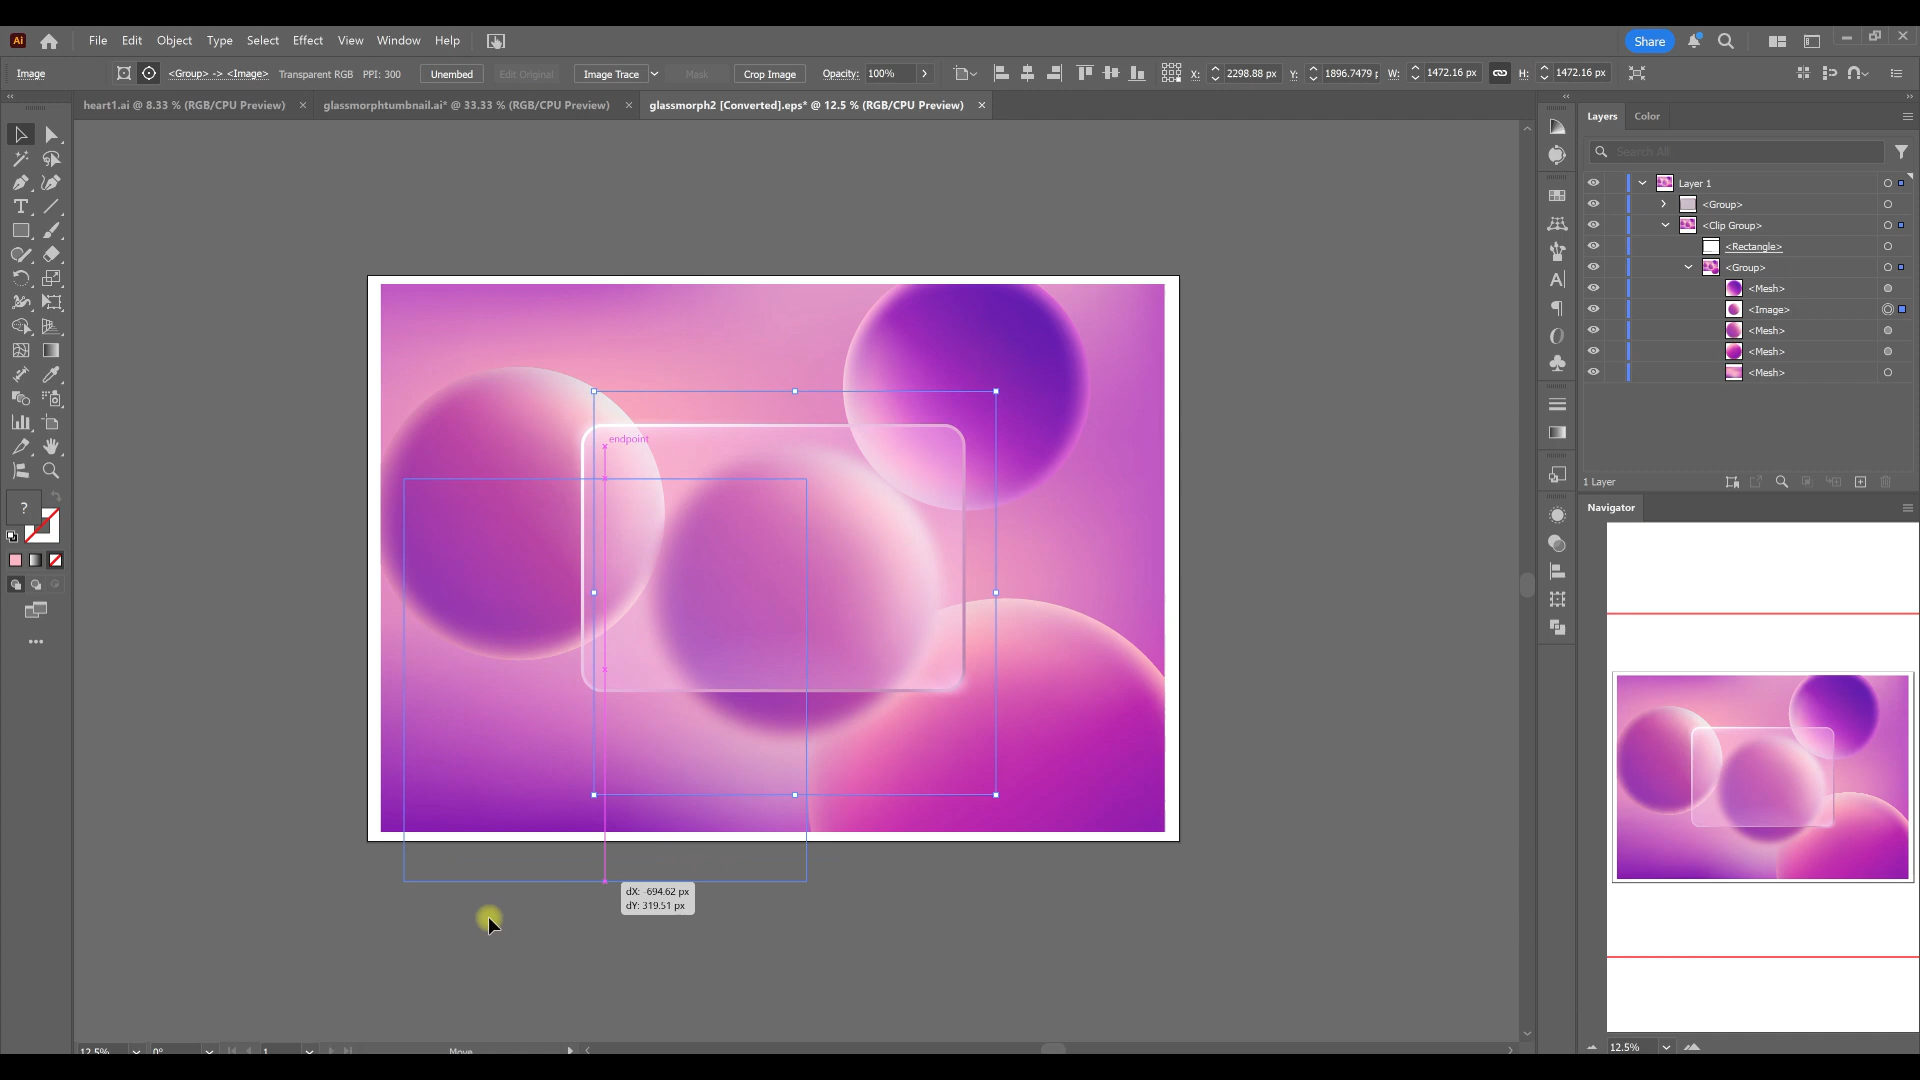 Ai File Edit Object Type Select Effect View Window Help Share
Image <Group> -> <Image> Transparent RGB PPI: 300 Unembed Edit Original Image Trace Mask Crop Image Opacity: 100% X: 2298.88 px Y: 1896.7479 p W: 1472.16 px H: 1472.16 px
heart1.ai @ 8.33 % (RGB/CPU Preview) glassmorphtumbnail.ai* @ 33.33 % (RGB/CPU Preview) glassmorph2 [Converted].eps* @ 12.5 % (RGB/CPU Preview)
Layers Color
Search All
Layer 1
<Group>
<Clip Group>
<Rectangle>
<Group>
<Mesh>
<Image>
<Mesh>
<Mesh>
<Mesh>
1 Layer
Navigator
endpoint
dX: -694.62 px
dY: 319.51 px
?
12.5% 0° 1 Move
12.5%